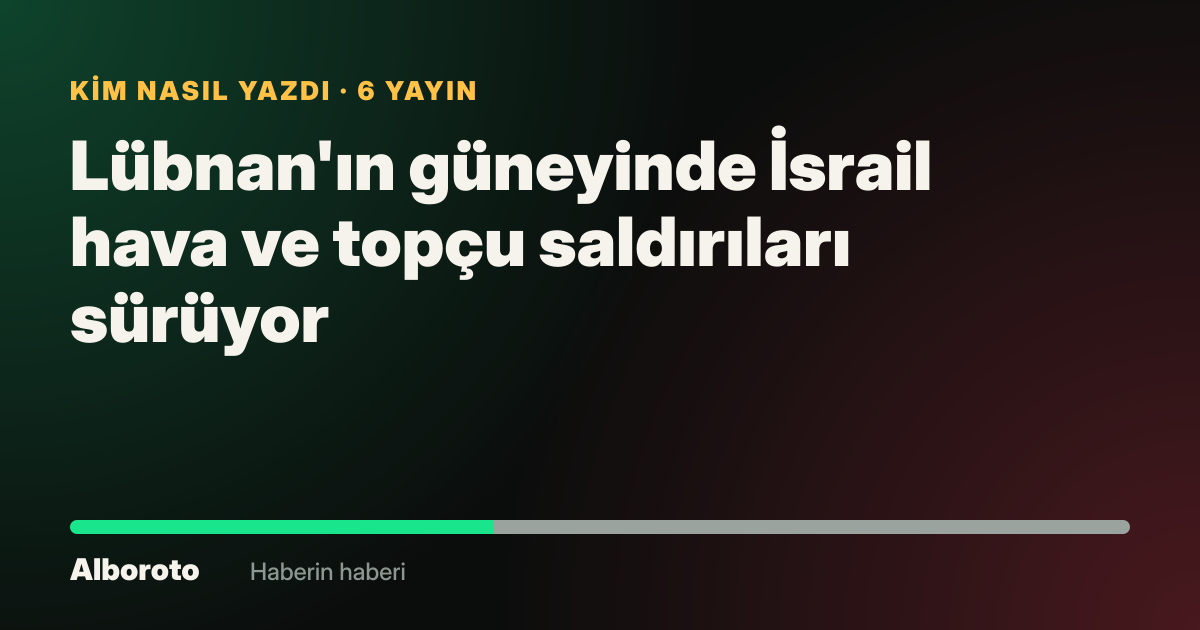 KİM NASIL YAZDI · 6 YAYIN
Lübnan'ın güneyinde İsrail
hava ve topçu saldırıları
sürüyor
Alboroto
Haberin haberi